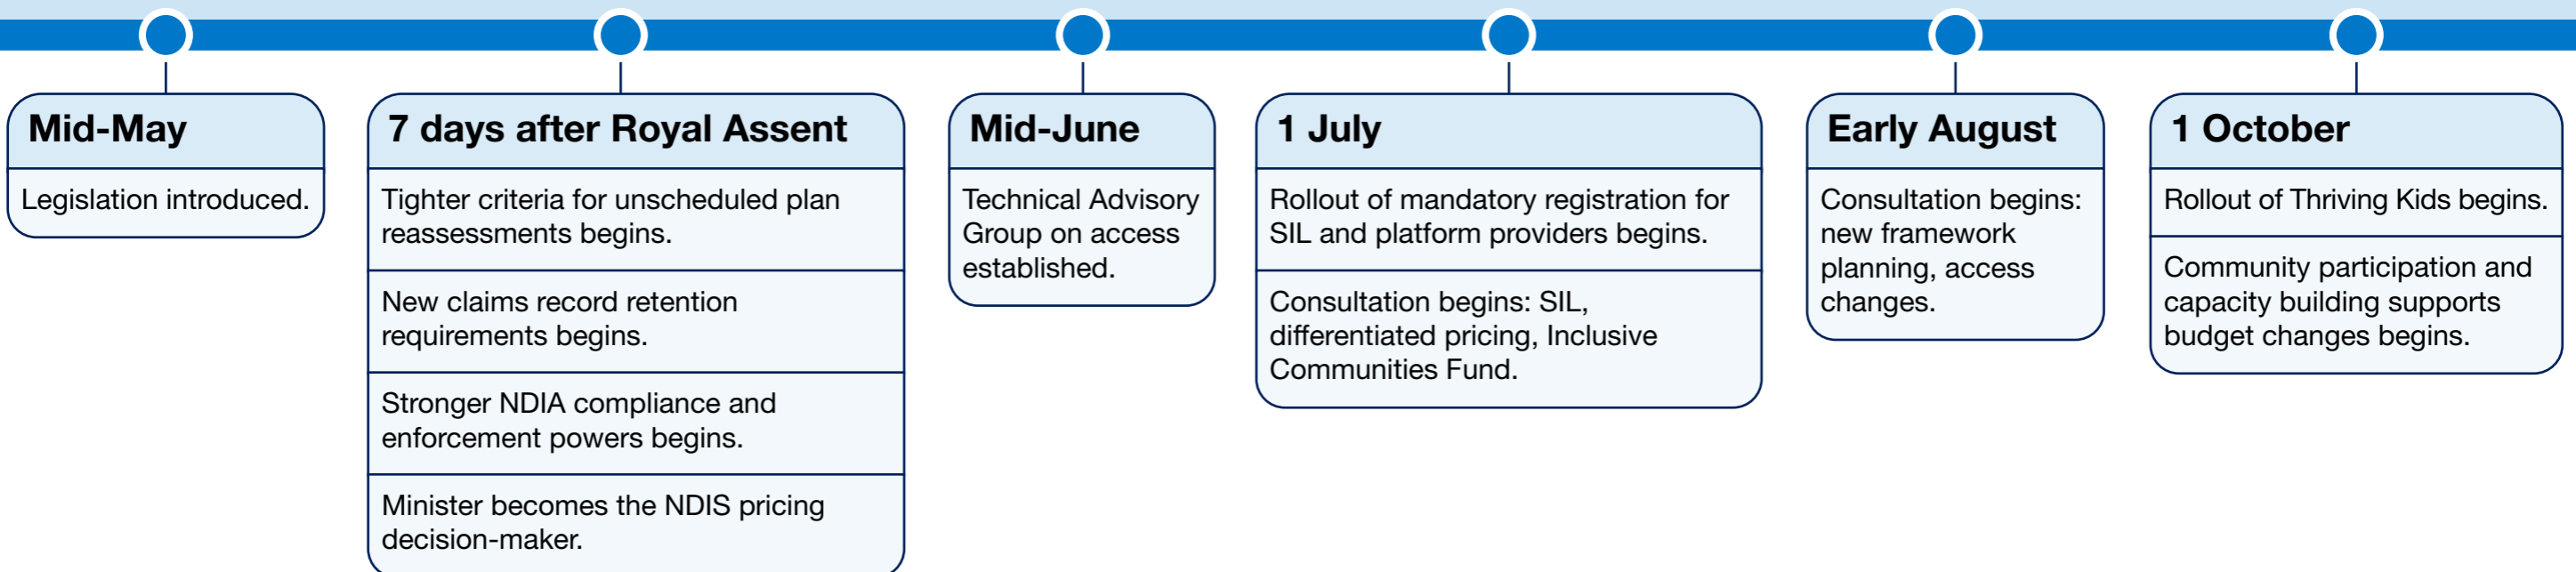 Mid-May
Legislation introduced.
7 days after Royal Assent
Tighter criteria for unscheduled plan
reassessments begins.
New claims record retention
requirements begins.
Stronger NDIA compliance and
enforcement powers begins.
Minister becomes the NDIS pricing
decision-maker.
Mid-June
Technical Advisory
Group on access
established.
1 July
Rollout of mandatory registration for
SIL and platform providers begins.
Consultation begins: SIL,
differentiated pricing, Inclusive
Communities Fund.
Early August
Consultation begins:
new framework
planning, access
changes.
1 October
Rollout of Thriving Kids begins.
Community participation and
capacity building supports
budget changes begins.